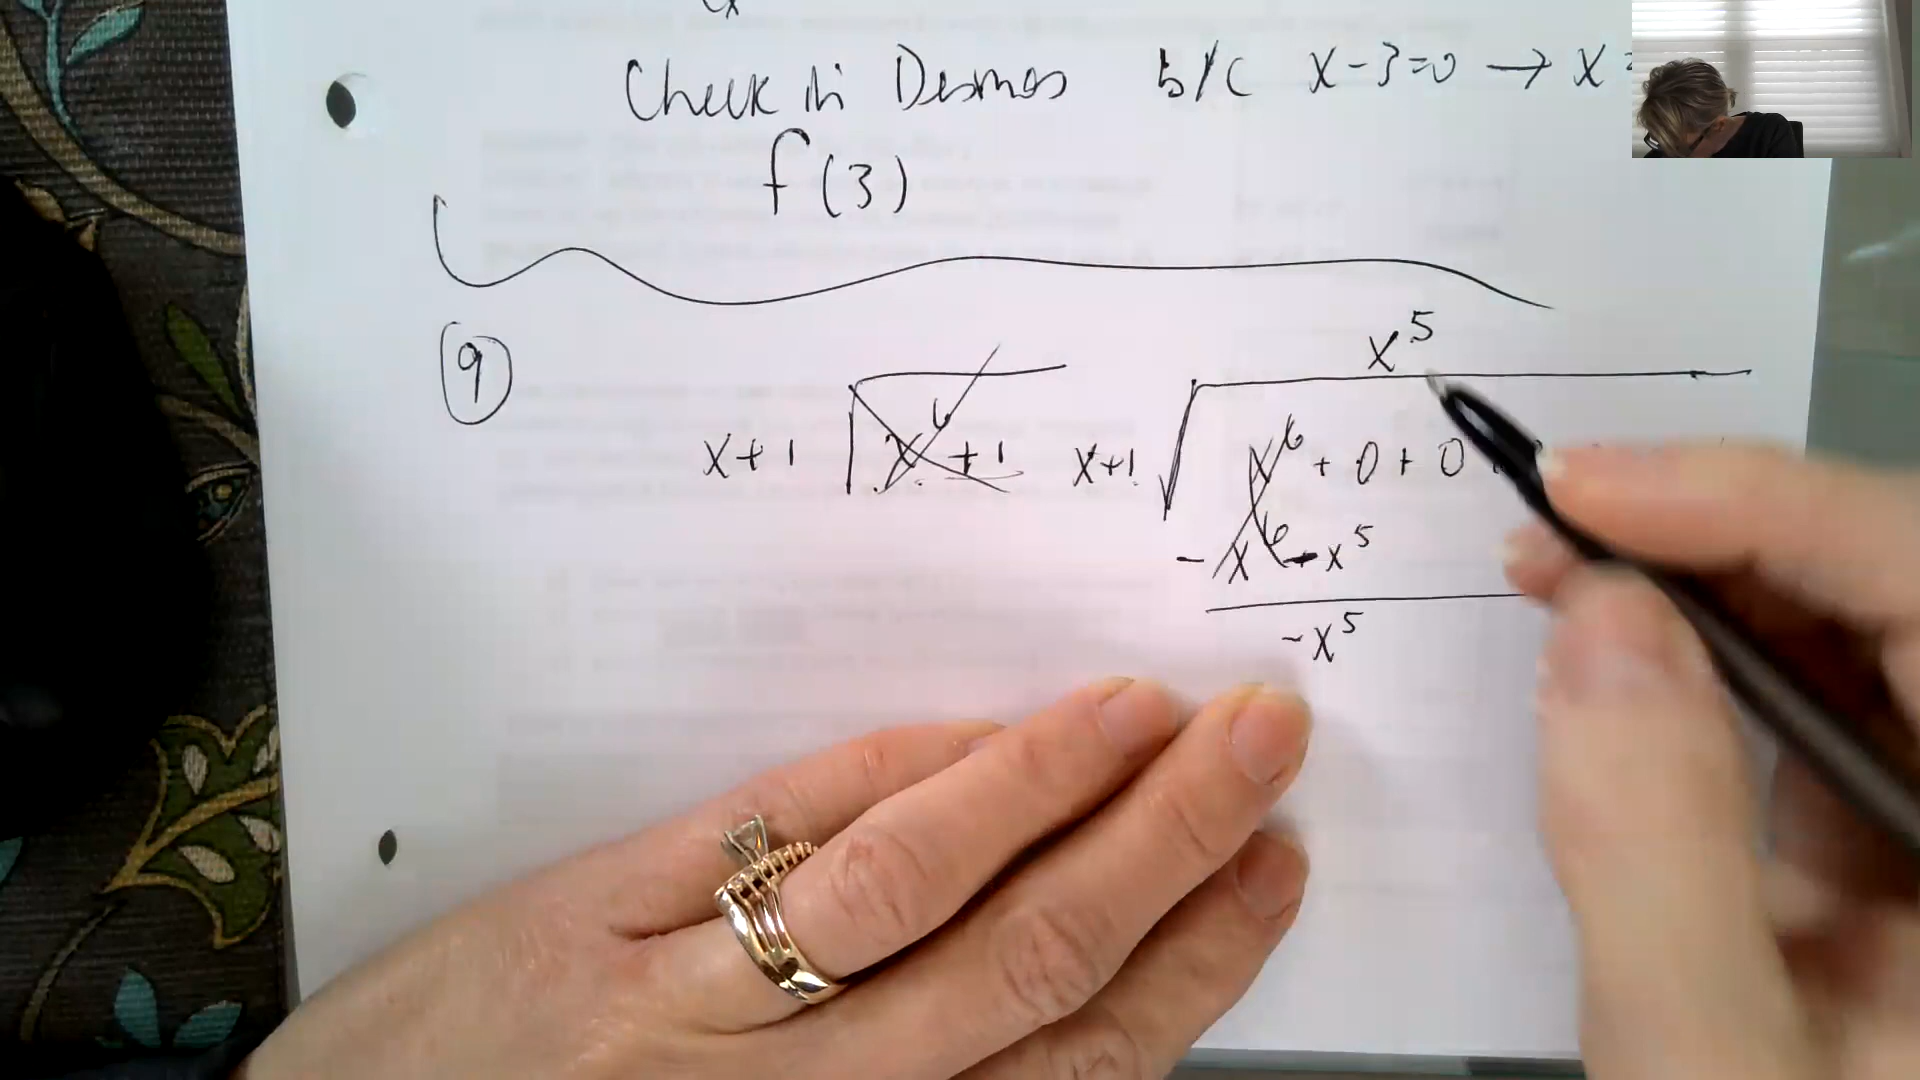 Check in Desmos b/c x-3=0 → x =
f(3)
9
x^5
x+1 x^6 +1 x+1 x^6 + 0 + 0
- x^6 - x^5
-x^5